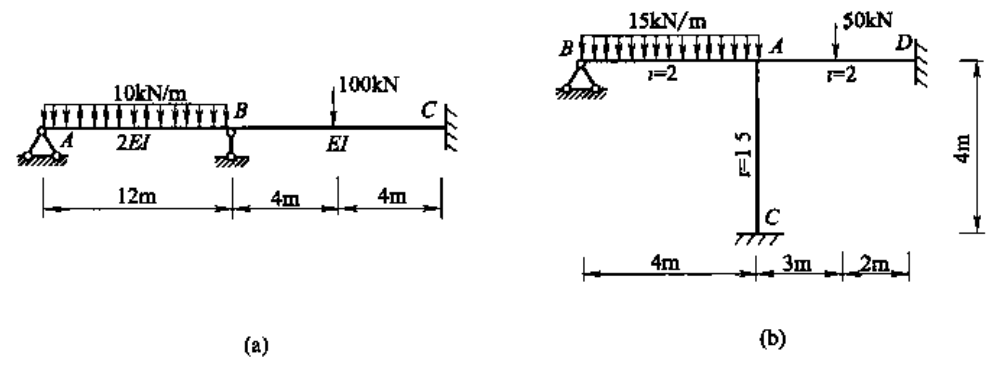 10kN/m
100kN
A
B
C
2EI
EI
12m
4m
4m
(a)
15kN/m
50kN
B
A
D
r=2
r=2
r=1 5
4m
C
4m
3m
2m
(b)